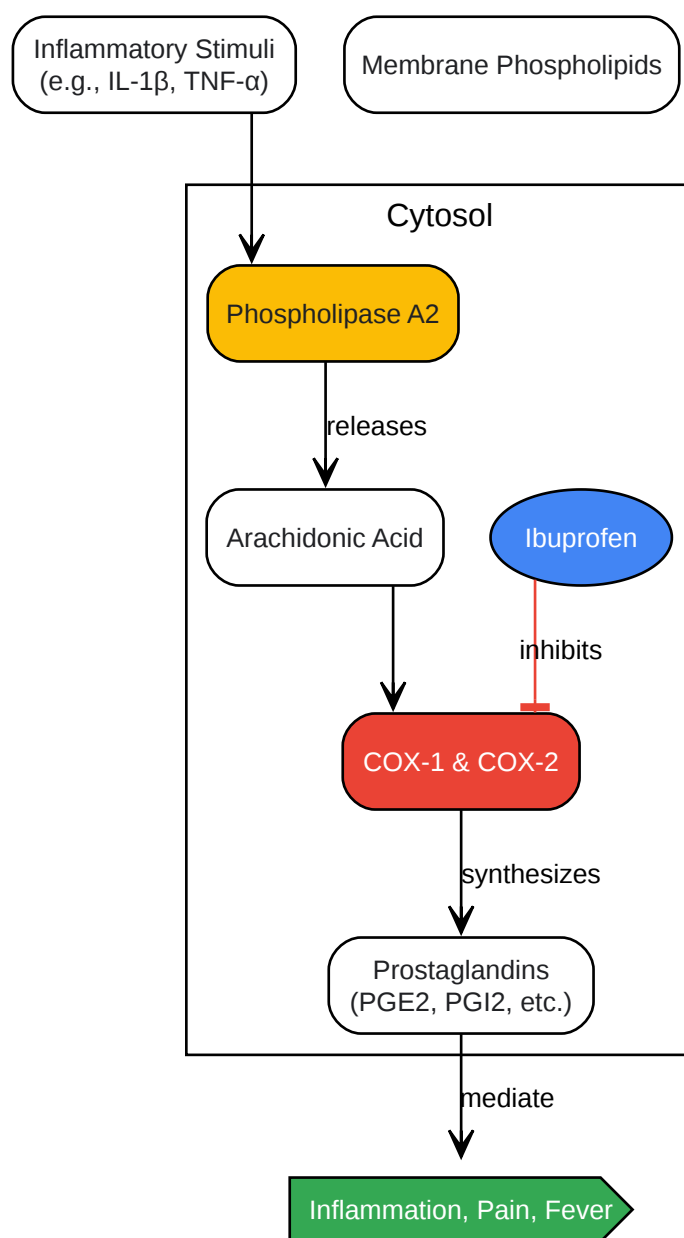 Inflammatory Stimuli
(e.g., IL-1β, TNF-α)
Membrane Phospholipids
Cytosol
Phospholipase A2
releases
Arachidonic Acid
Ibuprofen
inhibits
COX-1 & COX-2
synthesizes
Prostaglandins
(PGE2, PGI2, etc.)
mediate
Inflammation, Pain, Fever